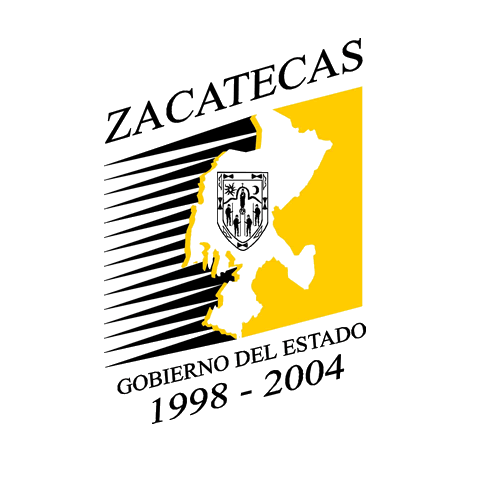 ZACATECAS
GOBIERNO DEL ESTADO
1998 - 2004